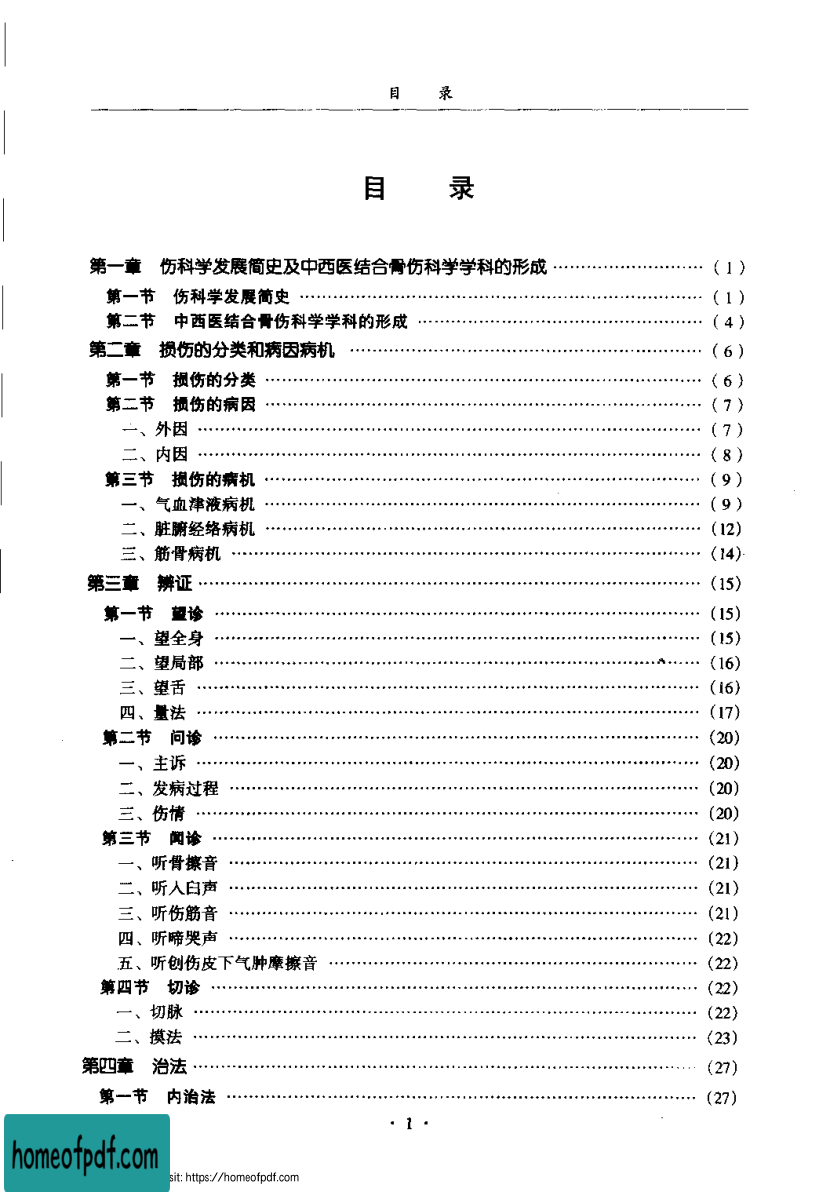 目 录
目 录
第一章 伤科学发展简史及中西医结合骨伤科学学科的形成 ……………………… (1)
第一节 伤科学发展简史 ……………………… (1)
第二节 中西医结合骨伤科学学科的形成 ……………………… (4)
第二章 损伤的分类和病因病机 ……………………… (6)
第一节 损伤的分类 ……………………… (6)
第二节 损伤的病因 ……………………… (7)
一、外因 ……………………… (7)
二、内因 ……………………… (8)
第三节 损伤的病机 ……………………… (9)
一、气血津液病机 ……………………… (9)
二、脏腑经络病机 ……………………… (12)
三、筋骨病机 ……………………… (14)
第三章 辨证 ……………………… (15)
第一节 望诊 ……………………… (15)
一、望全身 ……………………… (15)
二、望局部 ……………………… (16)
三、望舌 ……………………… (16)
四、量法 ……………………… (17)
第二节 问诊 ……………………… (20)
一、主诉 ……………………… (20)
二、发病过程 ……………………… (20)
三、伤情 ……………………… (20)
第三节 闻诊 ……………………… (21)
一、听骨擦音 ……………………… (21)
二、听入臼声 ……………………… (21)
三、听伤筋音 ……………………… (21)
四、听啼哭声 ……………………… (22)
五、听创伤皮下气肿摩擦音 ……………………… (22)
第四节 切诊 ……………………… (22)
一、切脉 ……………………… (22)
二、摸法 ……………………… (23)
第四章 治法 ……………………… (27)
第一节 内治法 ……………………… (27)
· 1 ·
homeofpdf.com
sit: https://homeofpdf.com